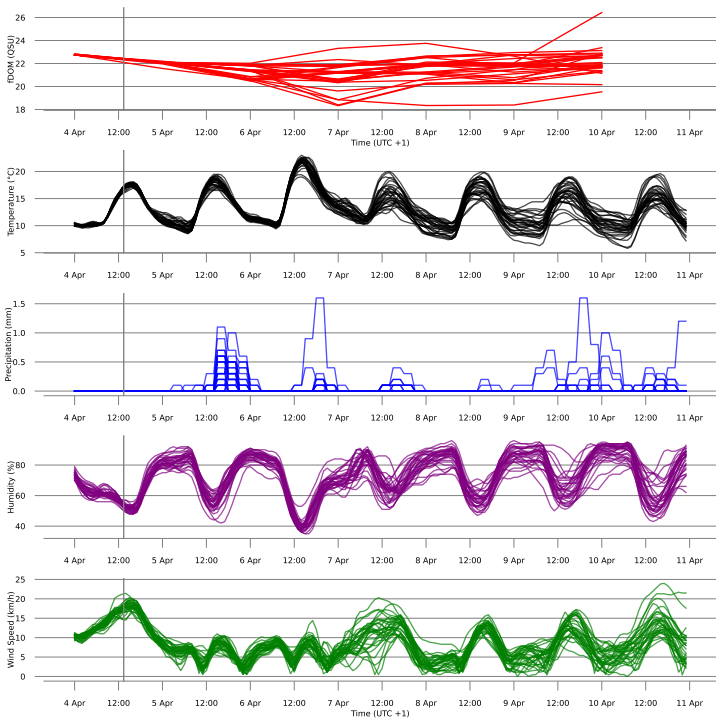 26
24
22
20
18
fDOM (QSU)
4 Apr 12:00 5 Apr 12:00 6 Apr 12:00 7 Apr 12:00 8 Apr 12:00 9 Apr 12:00 10 Apr 12:00 11 Apr
Time (UTC +1)
20
15
10
5
Temperature (°C)
4 Apr 12:00 5 Apr 12:00 6 Apr 12:00 7 Apr 12:00 8 Apr 12:00 9 Apr 12:00 10 Apr 12:00 11 Apr
1.5
1.0
0.5
0.0
Precipitation (mm)
4 Apr 12:00 5 Apr 12:00 6 Apr 12:00 7 Apr 12:00 8 Apr 12:00 9 Apr 12:00 10 Apr 12:00 11 Apr
80
60
40
Humidity (%)
4 Apr 12:00 5 Apr 12:00 6 Apr 12:00 7 Apr 12:00 8 Apr 12:00 9 Apr 12:00 10 Apr 12:00 11 Apr
25
20
15
10
5
0
Wind Speed (km/h)
4 Apr 12:00 5 Apr 12:00 6 Apr 12:00 7 Apr 12:00 8 Apr 12:00 9 Apr 12:00 10 Apr 12:00 11 Apr
Time (UTC +1)